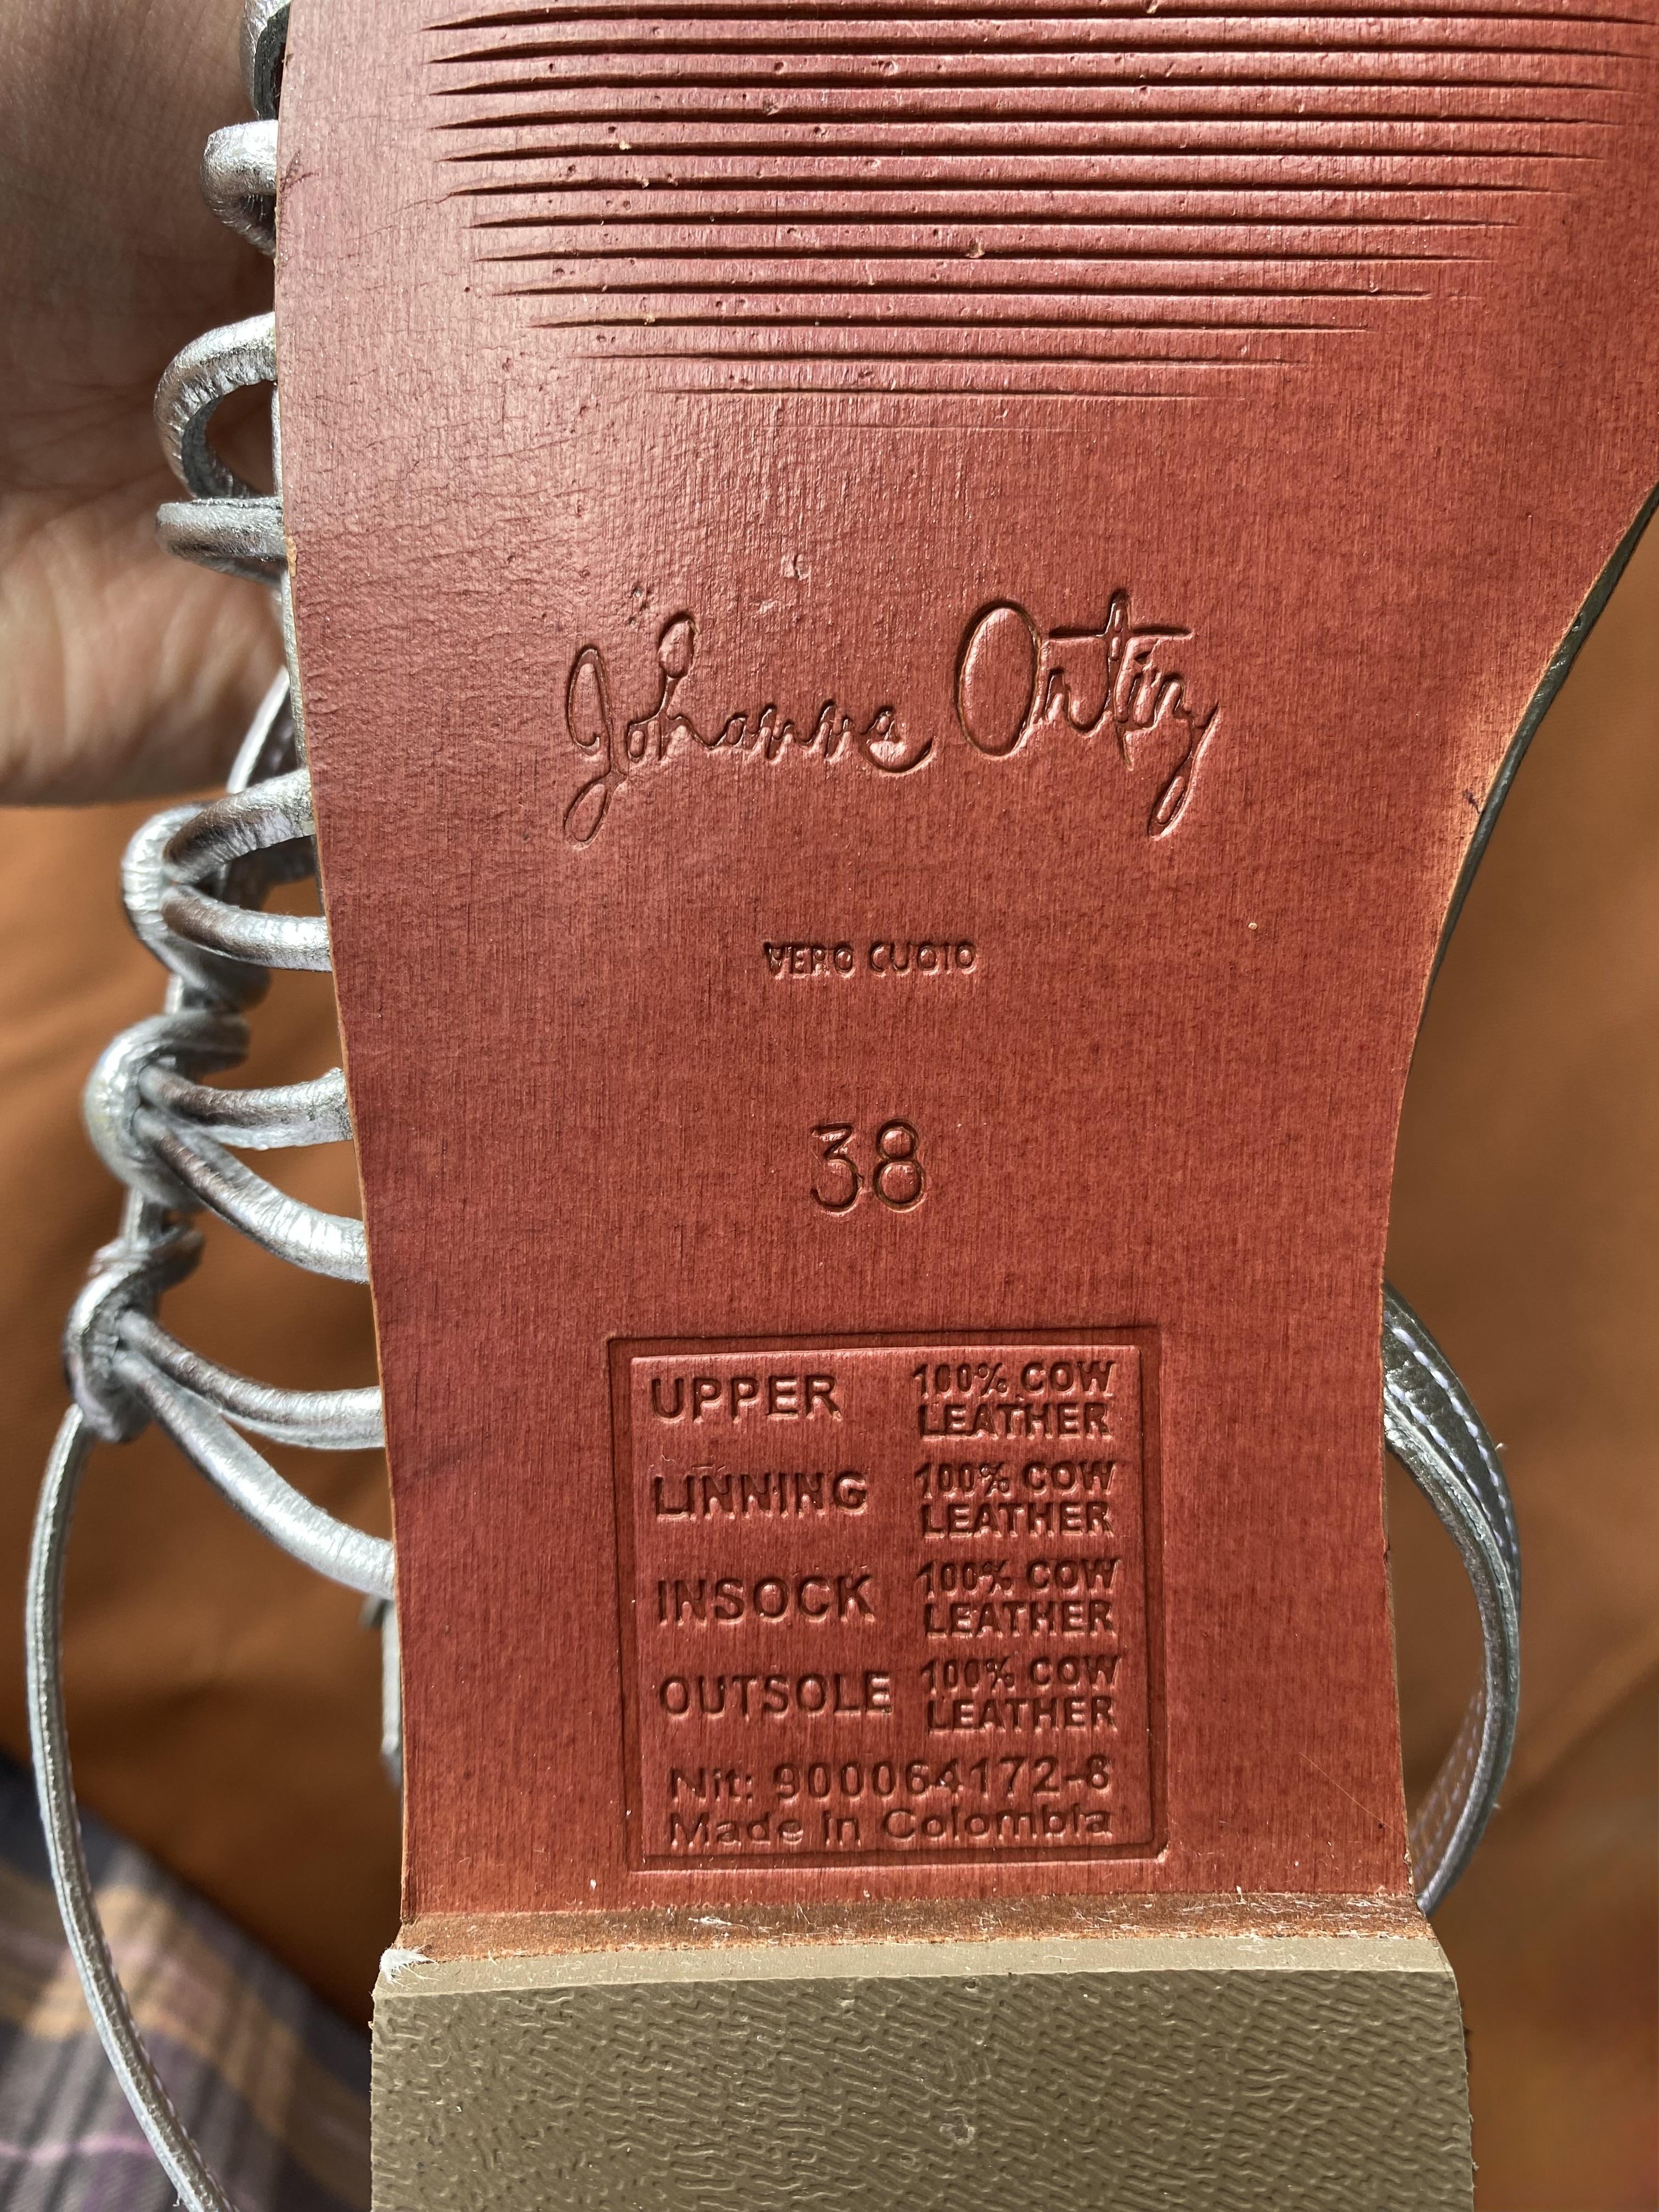 Johanna Ortiz
VERO CUOIO
38
UPPER 100% COW
LEATHER
LINNING 100% COW
LEATHER
INSOCK 100% COW
LEATHER
OUTSOLE 100% COW
LEATHER
Nit: 900064172-8
Made in Colombia